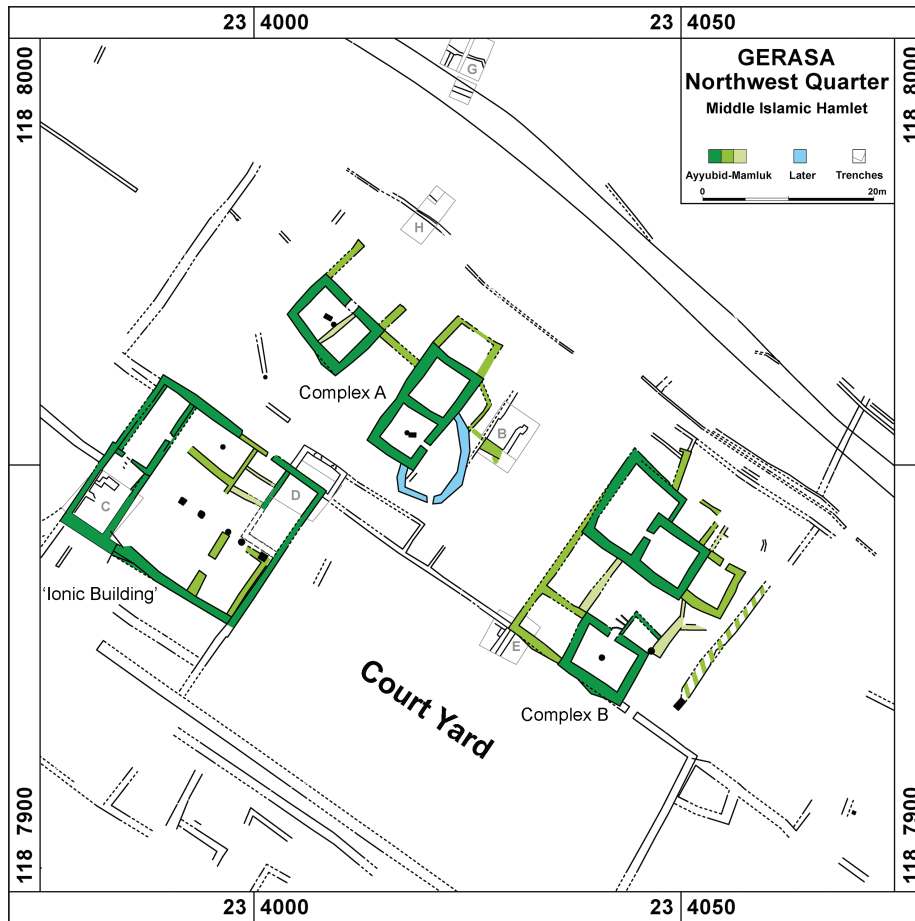 23 4000
23 4050
118 8000
118 8000
GERASA
Northwest Quarter
Middle Islamic Hamlet
Ayyubid-Mamluk
Later
Trenches
0 20m
G
H
Complex A
B
C
D
'Ionic Building'
E
Court Yard
Complex B
118 7900
118 7900
23 4000
23 4050